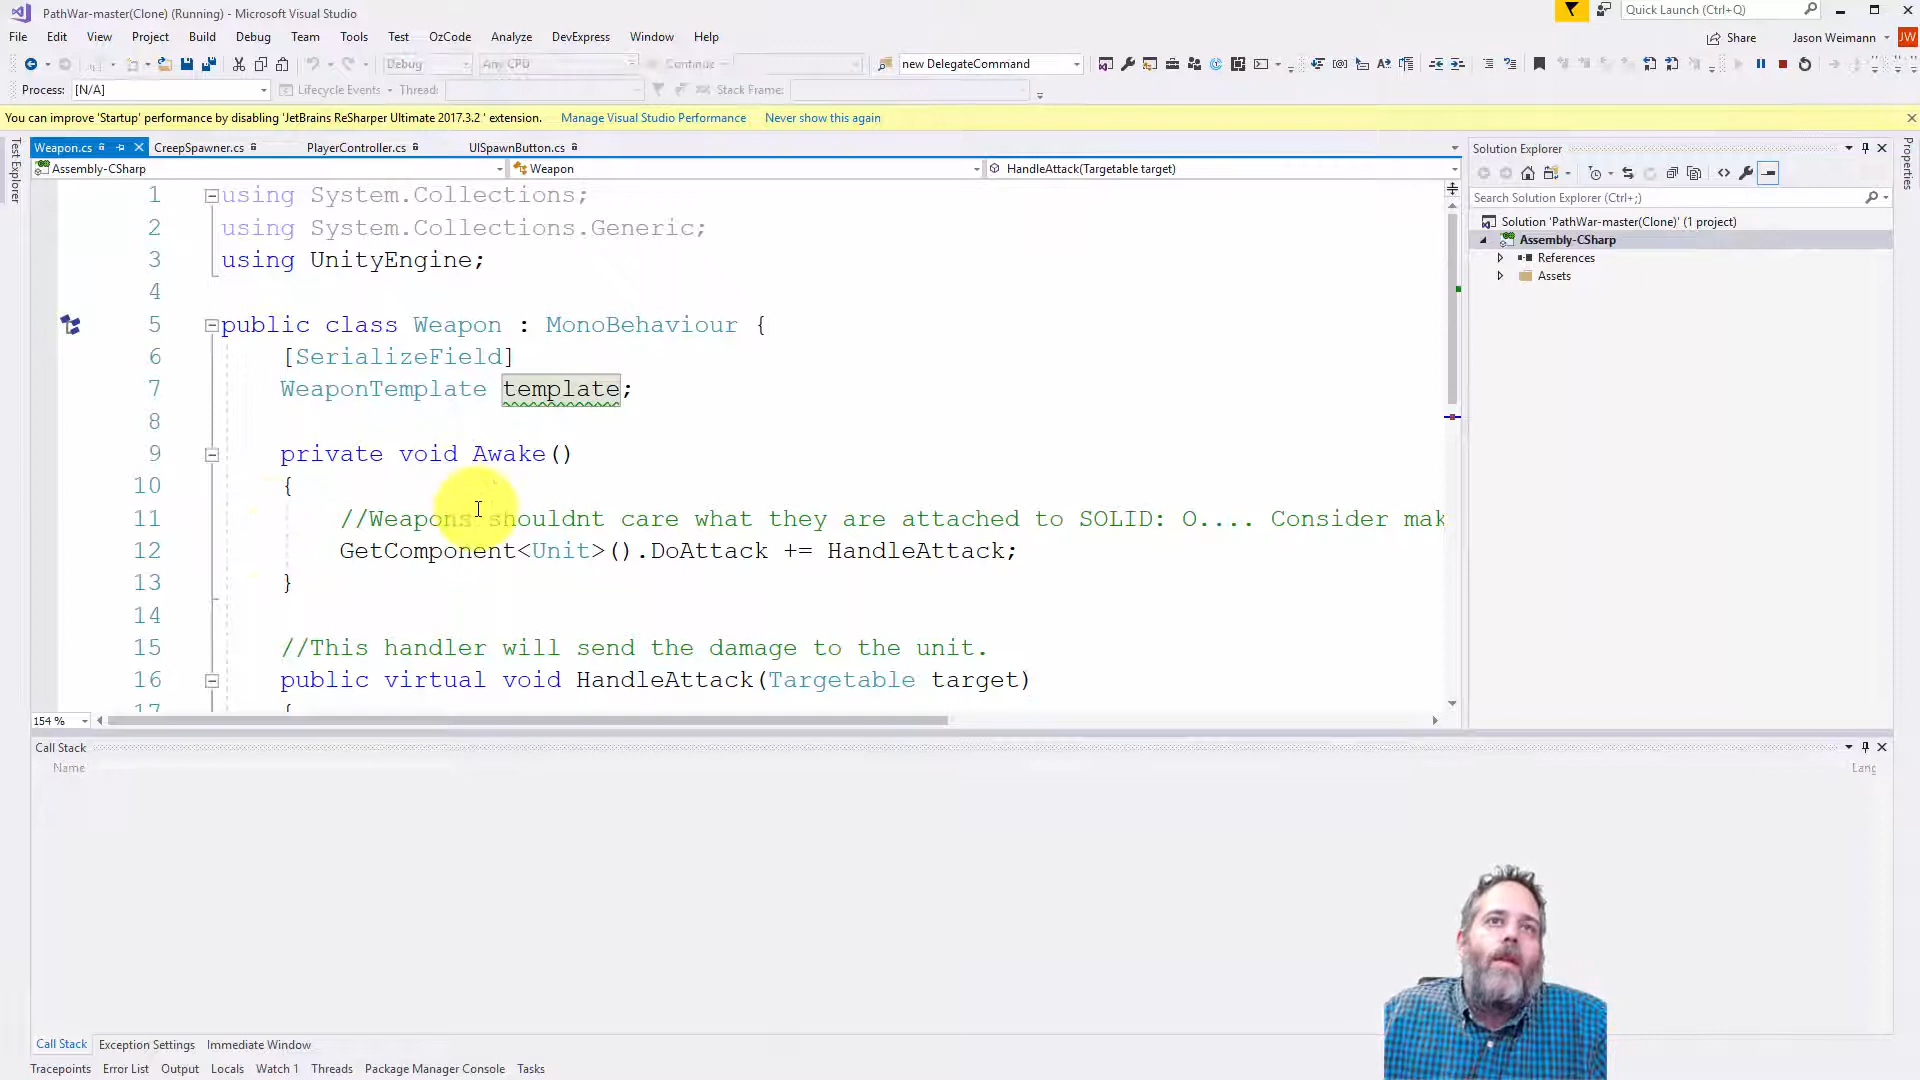 PathWar-master(Clone) (Running) - Microsoft Visual Studio
Quick Launch (Ctrl+Q)
File Edit View Project Build Debug Team Tools Test OzCode Analyze DevExpress Window Help
Share Jason Weimann JW
Debug Any CPU Continue new DelegateCommand
Process: [N/A] Lifecycle Events Thread: Stack Frame:
You can improve 'Startup' performance by disabling 'JetBrains ReSharper Ultimate 2017.3.2 ' extension. Manage Visual Studio Performance Never show this again
Test Explorer
Weapon.cs CreepSpawner.cs PlayerController.cs UISpawnButton.cs
Assembly-CSharp Weapon HandleAttack(Targetable target)
1 using System.Collections;
2 using System.Collections.Generic;
3 using UnityEngine;
4
5 public class Weapon : MonoBehaviour {
6 [SerializeField]
7 WeaponTemplate template;
8
9 private void Awake()
10 {
11 //Weapons shouldnt care what they are attached to SOLID: O.... Consider mak
12 GetComponent<Unit>().DoAttack += HandleAttack;
13 }
14
15 //This handler will send the damage to the unit.
16 public virtual void HandleAttack(Targetable target)
17 {
154 %
Solution Explorer
Search Solution Explorer (Ctrl+;)
Solution 'PathWar-master(Clone)' (1 project)
Assembly-CSharp
References
Assets
Properties
Call Stack
Name Lang
Call Stack Exception Settings Immediate Window
Tracepoints Error List Output Locals Watch 1 Threads Package Manager Console Tasks